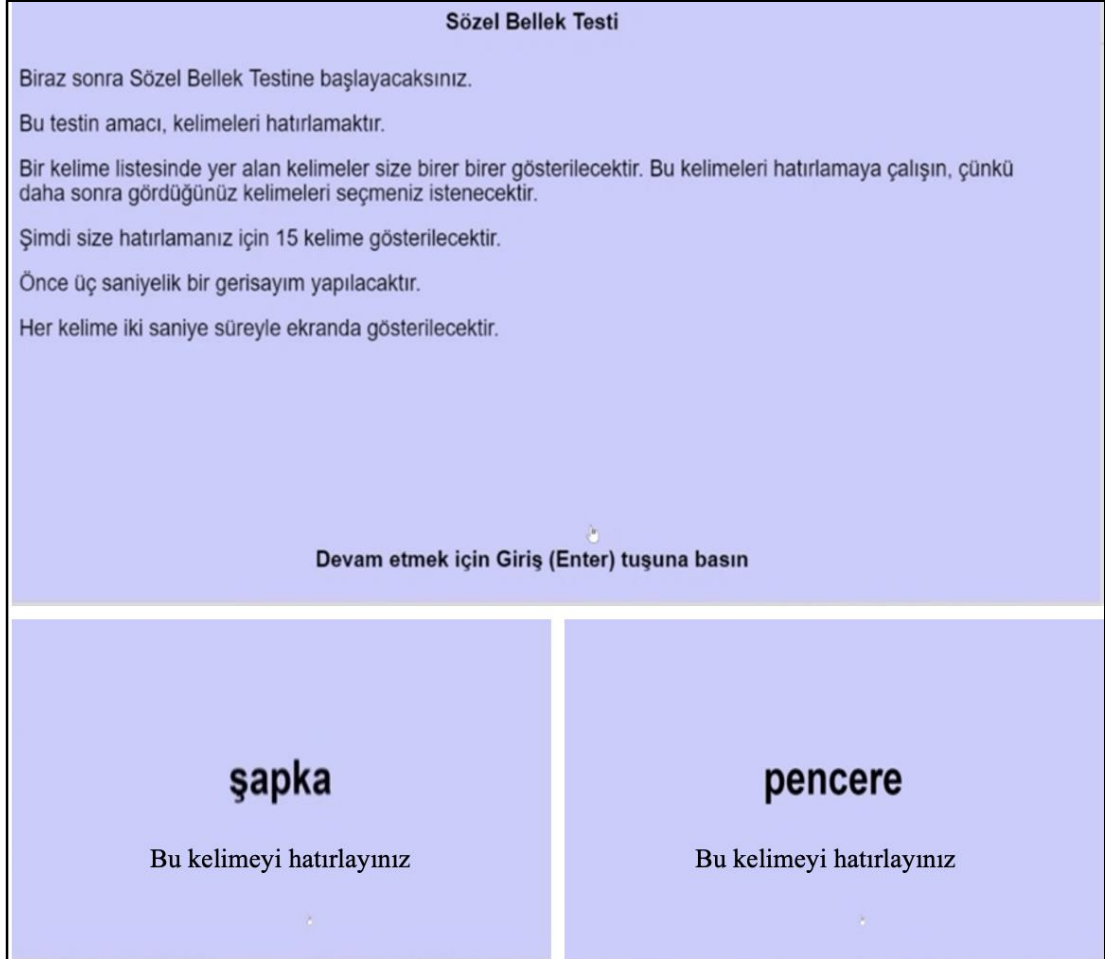 Sözel Bellek Testi
Biraz sonra Sözel Bellek Testine başlayacaksınız.
Bu testin amacı, kelimeleri hatırlamaktır.
Bir kelime listesinde yer alan kelimeler size birer birer gösterilecektir. Bu kelimeleri hatırlamaya çalışın, çünkü
daha sonra gördüğünüz kelimeleri seçmeniz istenecektir.
Şimdi size hatırlamanız için 15 kelime gösterilecektir.
Önce üç saniyelik bir gerisayım yapılacaktır.
Her kelime iki saniye süreyle ekranda gösterilecektir.
Devam etmek için Giriş (Enter) tuşuna basın
şapka
Bu kelimeyi hatırlayınız
pencere
Bu kelimeyi hatırlayınız